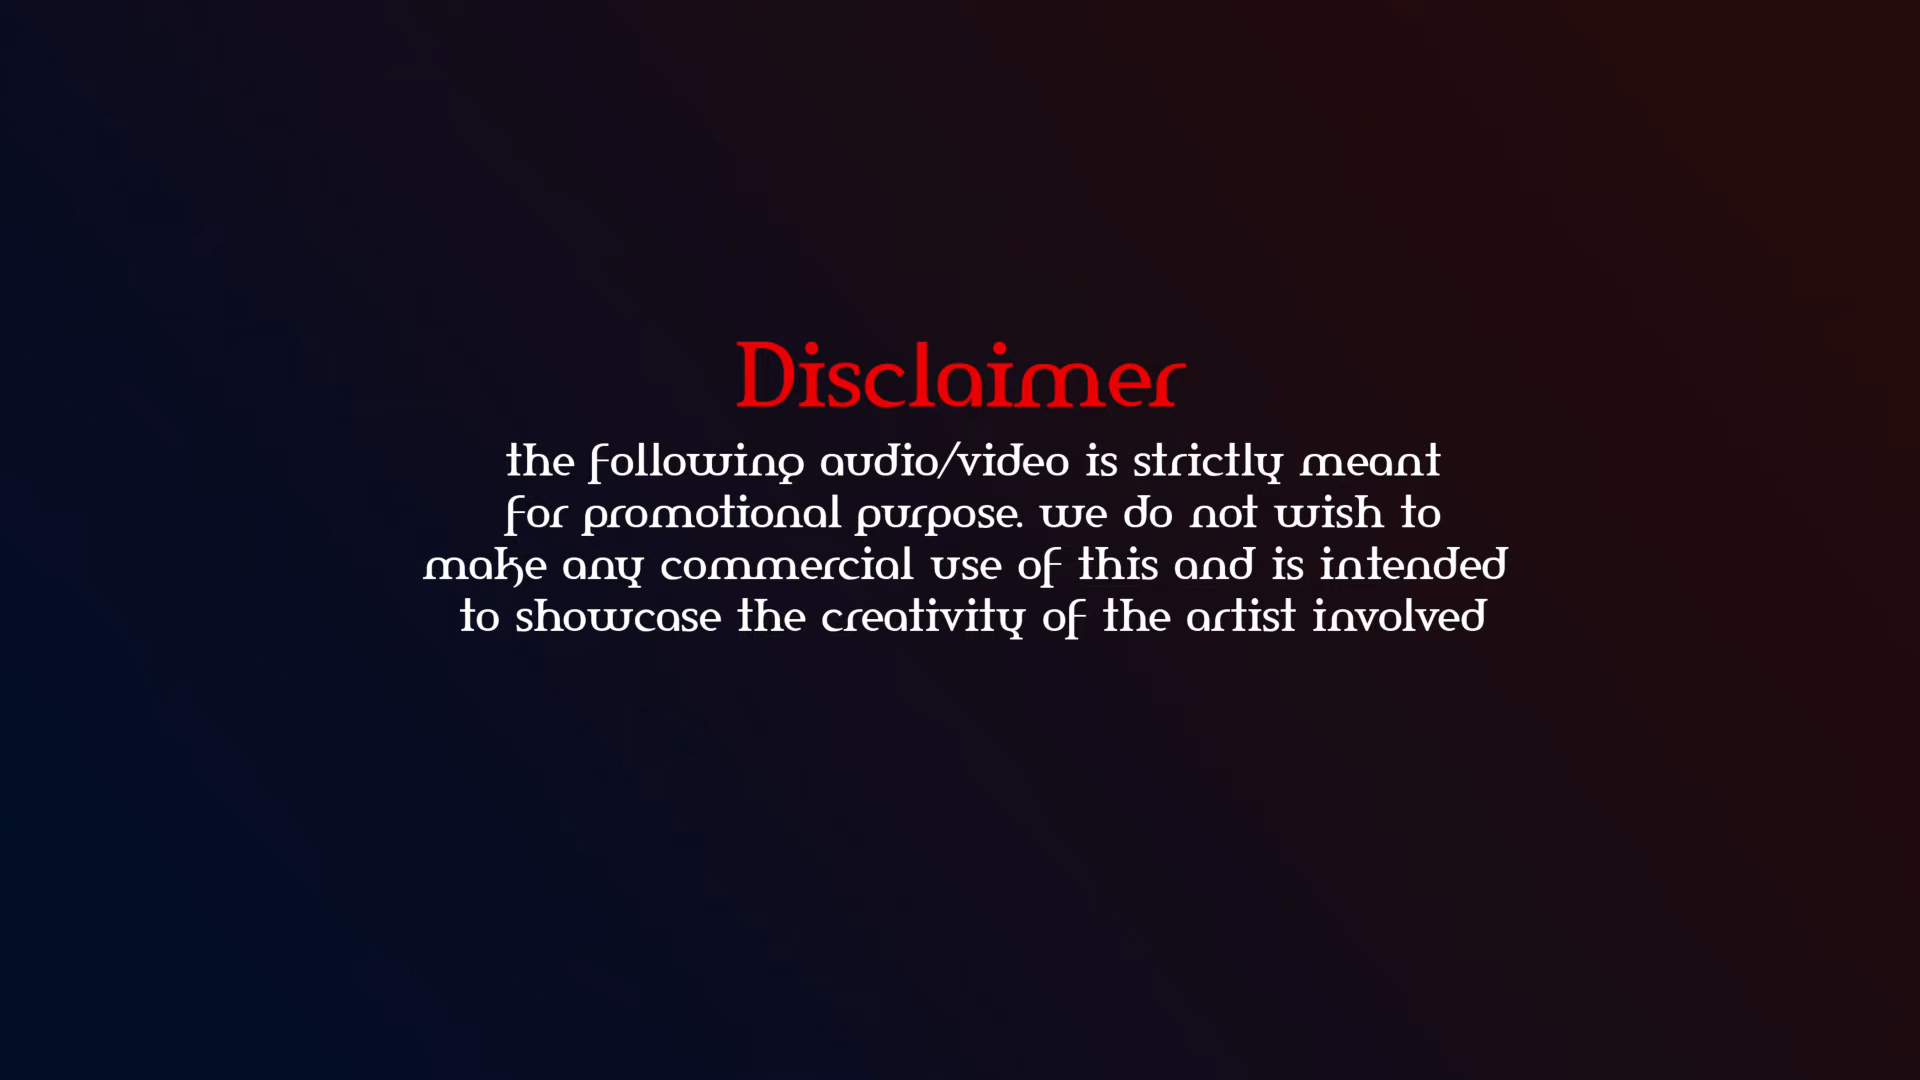 Disclaimer
the following audio/video is strictly meant
for promotional purpose. we do not wish to
make any commercial use of this and is intended
to showcase the creativity of the artist involved